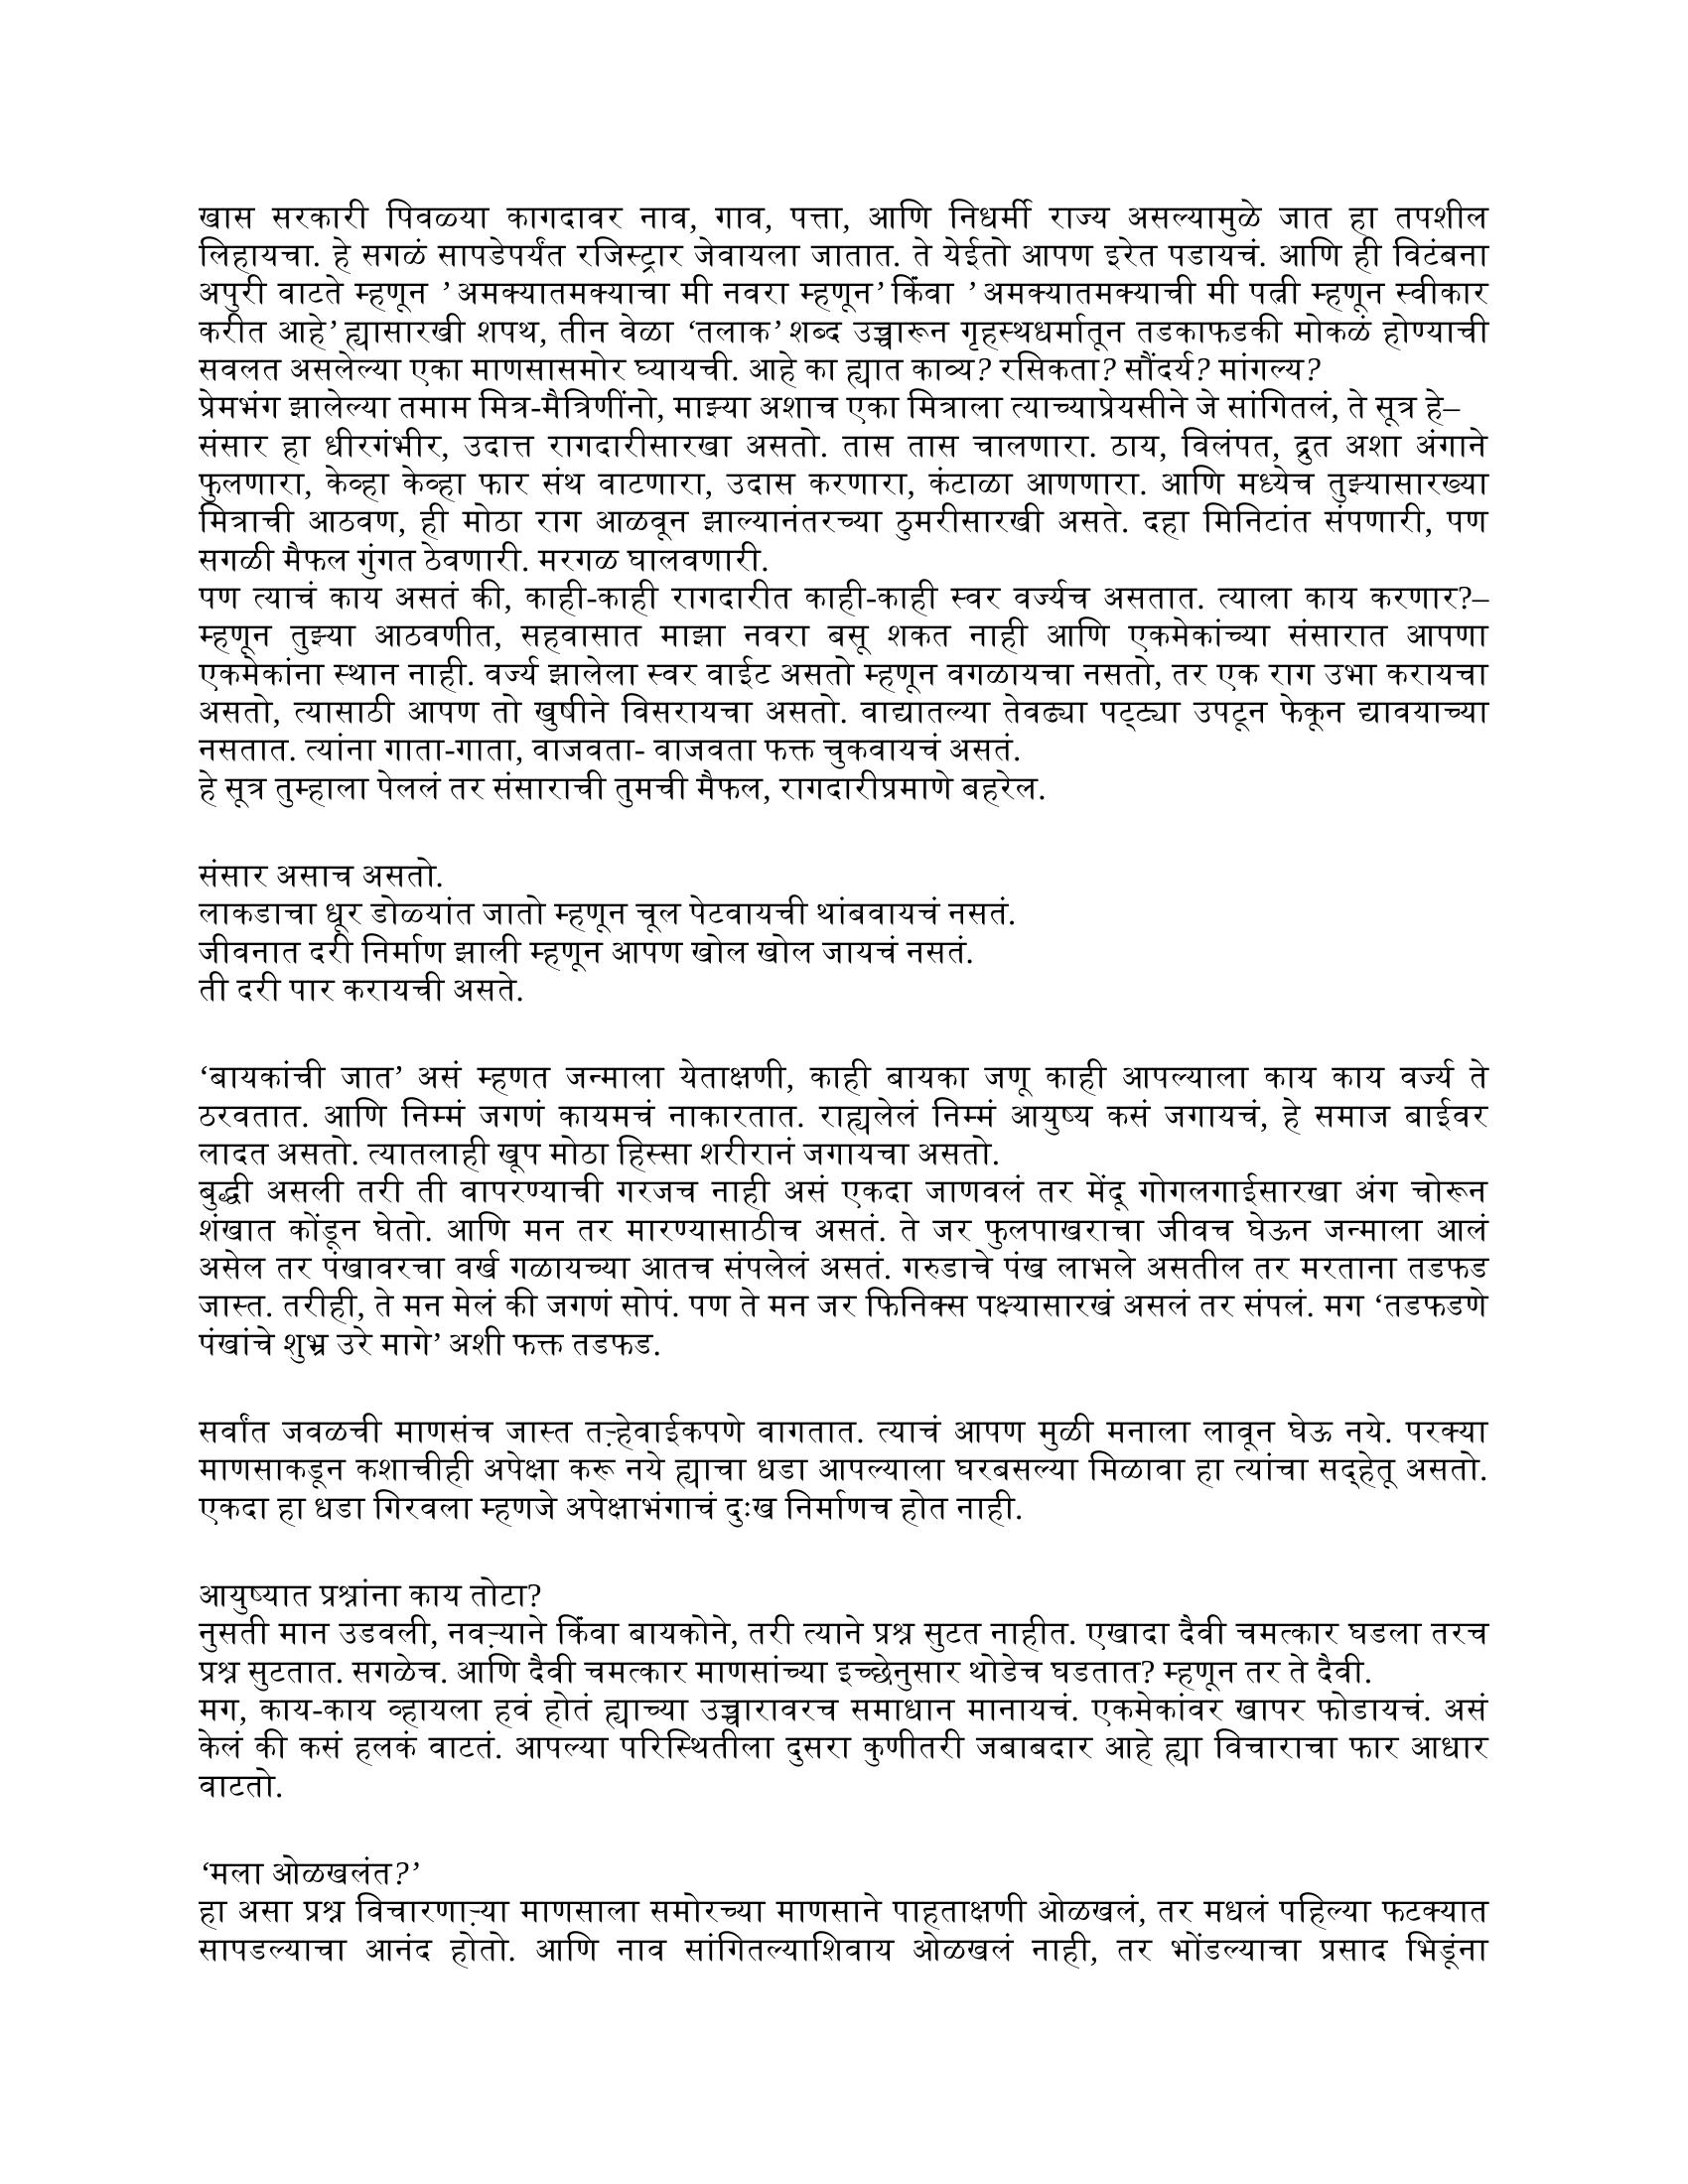 खास सरकारी पिवळ्या कागदावर नाव, गाव, पत्ता, आणि निधर्मी राज्य असल्यामुळे जात हा तपशील
लिहायचा. हे सगळं सापडेपर्यंत रजिस्ट्रार जेवायला जातात. ते येईतो आपण इरेत पडायचं. आणि ही विटंबना
अपुरी वाटते म्हणून ’अमक्यातमक्याचा मी नवरा म्हणून’ किंवा ’अमक्यातमक्याची मी पत्नी म्हणून स्वीकार
करीत आहे’ ह्यासारखी शपथ, तीन वेळा ‘तलाक’ शब्द उच्चारून गृहस्थधर्मातून तडकाफडकी मोकळं होण्याची
सवलत असलेल्या एका माणसासमोर घ्यायची. आहे का ह्यात काव्य? रसिकता? सौंदर्य? मांगल्य?
प्रेमभंग झालेल्या तमाम मित्र-मैत्रिणींनो, माझ्या अशाच एका मित्राला त्याच्याप्रेयसीने जे सांगितलं, ते सूत्र हे–
संसार हा धीरगंभीर, उदात्त रागदारीसारखा असतो. तास तास चालणारा. ठाय, विलंपत, द्रुत अशा अंगाने
फुलणारा, केव्हा केव्हा फार संथ वाटणारा, उदास करणारा, कंटाळा आणणारा. आणि मध्येच तुझ्यासारख्या
मित्राची आठवण, ही मोठा राग आळवून झाल्यानंतरच्या ठुमरीसारखी असते. दहा मिनिटांत संपणारी, पण
सगळी मैफल गुंगत ठेवणारी. मरगळ घालवणारी.
पण त्याचं काय असतं की, काही-काही रागदारीत काही-काही स्वर वर्ज्यच असतात. त्याला काय करणार?–
म्हणून तुझ्या आठवणीत, सहवासात माझा नवरा बसू शकत नाही आणि एकमेकांच्या संसारात आपणा
एकमेकांना स्थान नाही. वर्ज्य झालेला स्वर वाईट असतो म्हणून वगळायचा नसतो, तर एक राग उभा करायचा
असतो, त्यासाठी आपण तो खुषीने विसरायचा असतो. वाद्यातल्या तेवढ्या पट्ट्या उपटून फेकून द्यावयाच्या
नसतात. त्यांना गाता-गाता, वाजवता- वाजवता फक्त चुकवायचं असतं.
हे सूत्र तुम्हाला पेललं तर संसाराची तुमची मैफल, रागदारीप्रमाणे बहरेल.
संसार असाच असतो.
लाकडाचा धूर डोळ्यांत जातो म्हणून चूल पेटवायची थांबवायचं नसतं.
जीवनात दरी निर्माण झाली म्हणून आपण खोल खोल जायचं नसतं.
ती दरी पार करायची असते.
‘बायकांची जात’ असं म्हणत जन्माला येताक्षणी, काही बायका जणू काही आपल्याला काय काय वर्ज्य ते
ठरवतात. आणि निम्मं जगणं कायमचं नाकारतात. राह्यलेलं निम्मं आयुष्य कसं जगायचं, हे समाज बाईवर
लादत असतो. त्यातलाही खूप मोठा हिस्सा शरीरानं जगायचा असतो.
बुद्धी असली तरी ती वापरण्याची गरजच नाही असं एकदा जाणवलं तर मेंदू गोगलगाईसारखा अंग चोरून
शंखात कोंडून घेतो. आणि मन तर मारण्यासाठीच असतं. ते जर फुलपाखराचा जीवच घेऊन जन्माला आलं
असेल तर पंखावरचा वर्ख गळायच्या आतच संपलेलं असतं. गरुडाचे पंख लाभले असतील तर मरताना तडफड
जास्त. तरीही, ते मन मेलं की जगणं सोपं. पण ते मन जर फिनिक्स पक्ष्यासारखं असलं तर संपलं. मग ‘तडफडणे
पंखांचे शुभ्र उरे मागे’ अशी फक्त तडफड.
सर्वांत जवळची माणसंच जास्त तऱ्हेवाईकपणे वागतात. त्याचं आपण मुळी मनाला लावून घेऊ नये. परक्या
माणसाकडून कशाचीही अपेक्षा करू नये ह्याचा धडा आपल्याला घरबसल्या मिळावा हा त्यांचा सद्‌हेतू असतो.
एकदा हा धडा गिरवला म्हणजे अपेक्षाभंगाचं दुःख निर्माणच होत नाही.
आयुष्यात प्रश्नांना काय तोटा?
नुसती मान उडवली, नवऱ्याने किंवा बायकोने, तरी त्याने प्रश्न सुटत नाहीत. एखादा दैवी चमत्कार घडला तरच
प्रश्न सुटतात. सगळेच. आणि दैवी चमत्कार माणसांच्या इच्छेनुसार थोडेच घडतात? म्हणून तर ते दैवी.
मग, काय-काय व्हायला हवं होतं ह्याच्या उच्चारावरच समाधान मानायचं. एकमेकांवर खापर फोडायचं. असं
केलं की कसं हलकं वाटतं. आपल्या परिस्थितीला दुसरा कुणीतरी जबाबदार आहे ह्या विचाराचा फार आधार
वाटतो.
‘मला ओळखलंत?’
हा असा प्रश्न विचारणाऱ्या माणसाला समोरच्या माणसाने पाहताक्षणी ओळखलं, तर मधलं पहिल्या फटक्यात
सापडल्याचा आनंद होतो. आणि नाव सांगितल्याशिवाय ओळखलं नाही, तर भोंडल्याचा प्रसाद भिडूंना